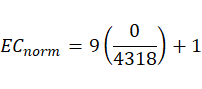 EC_norm = 9(0/4318) + 1